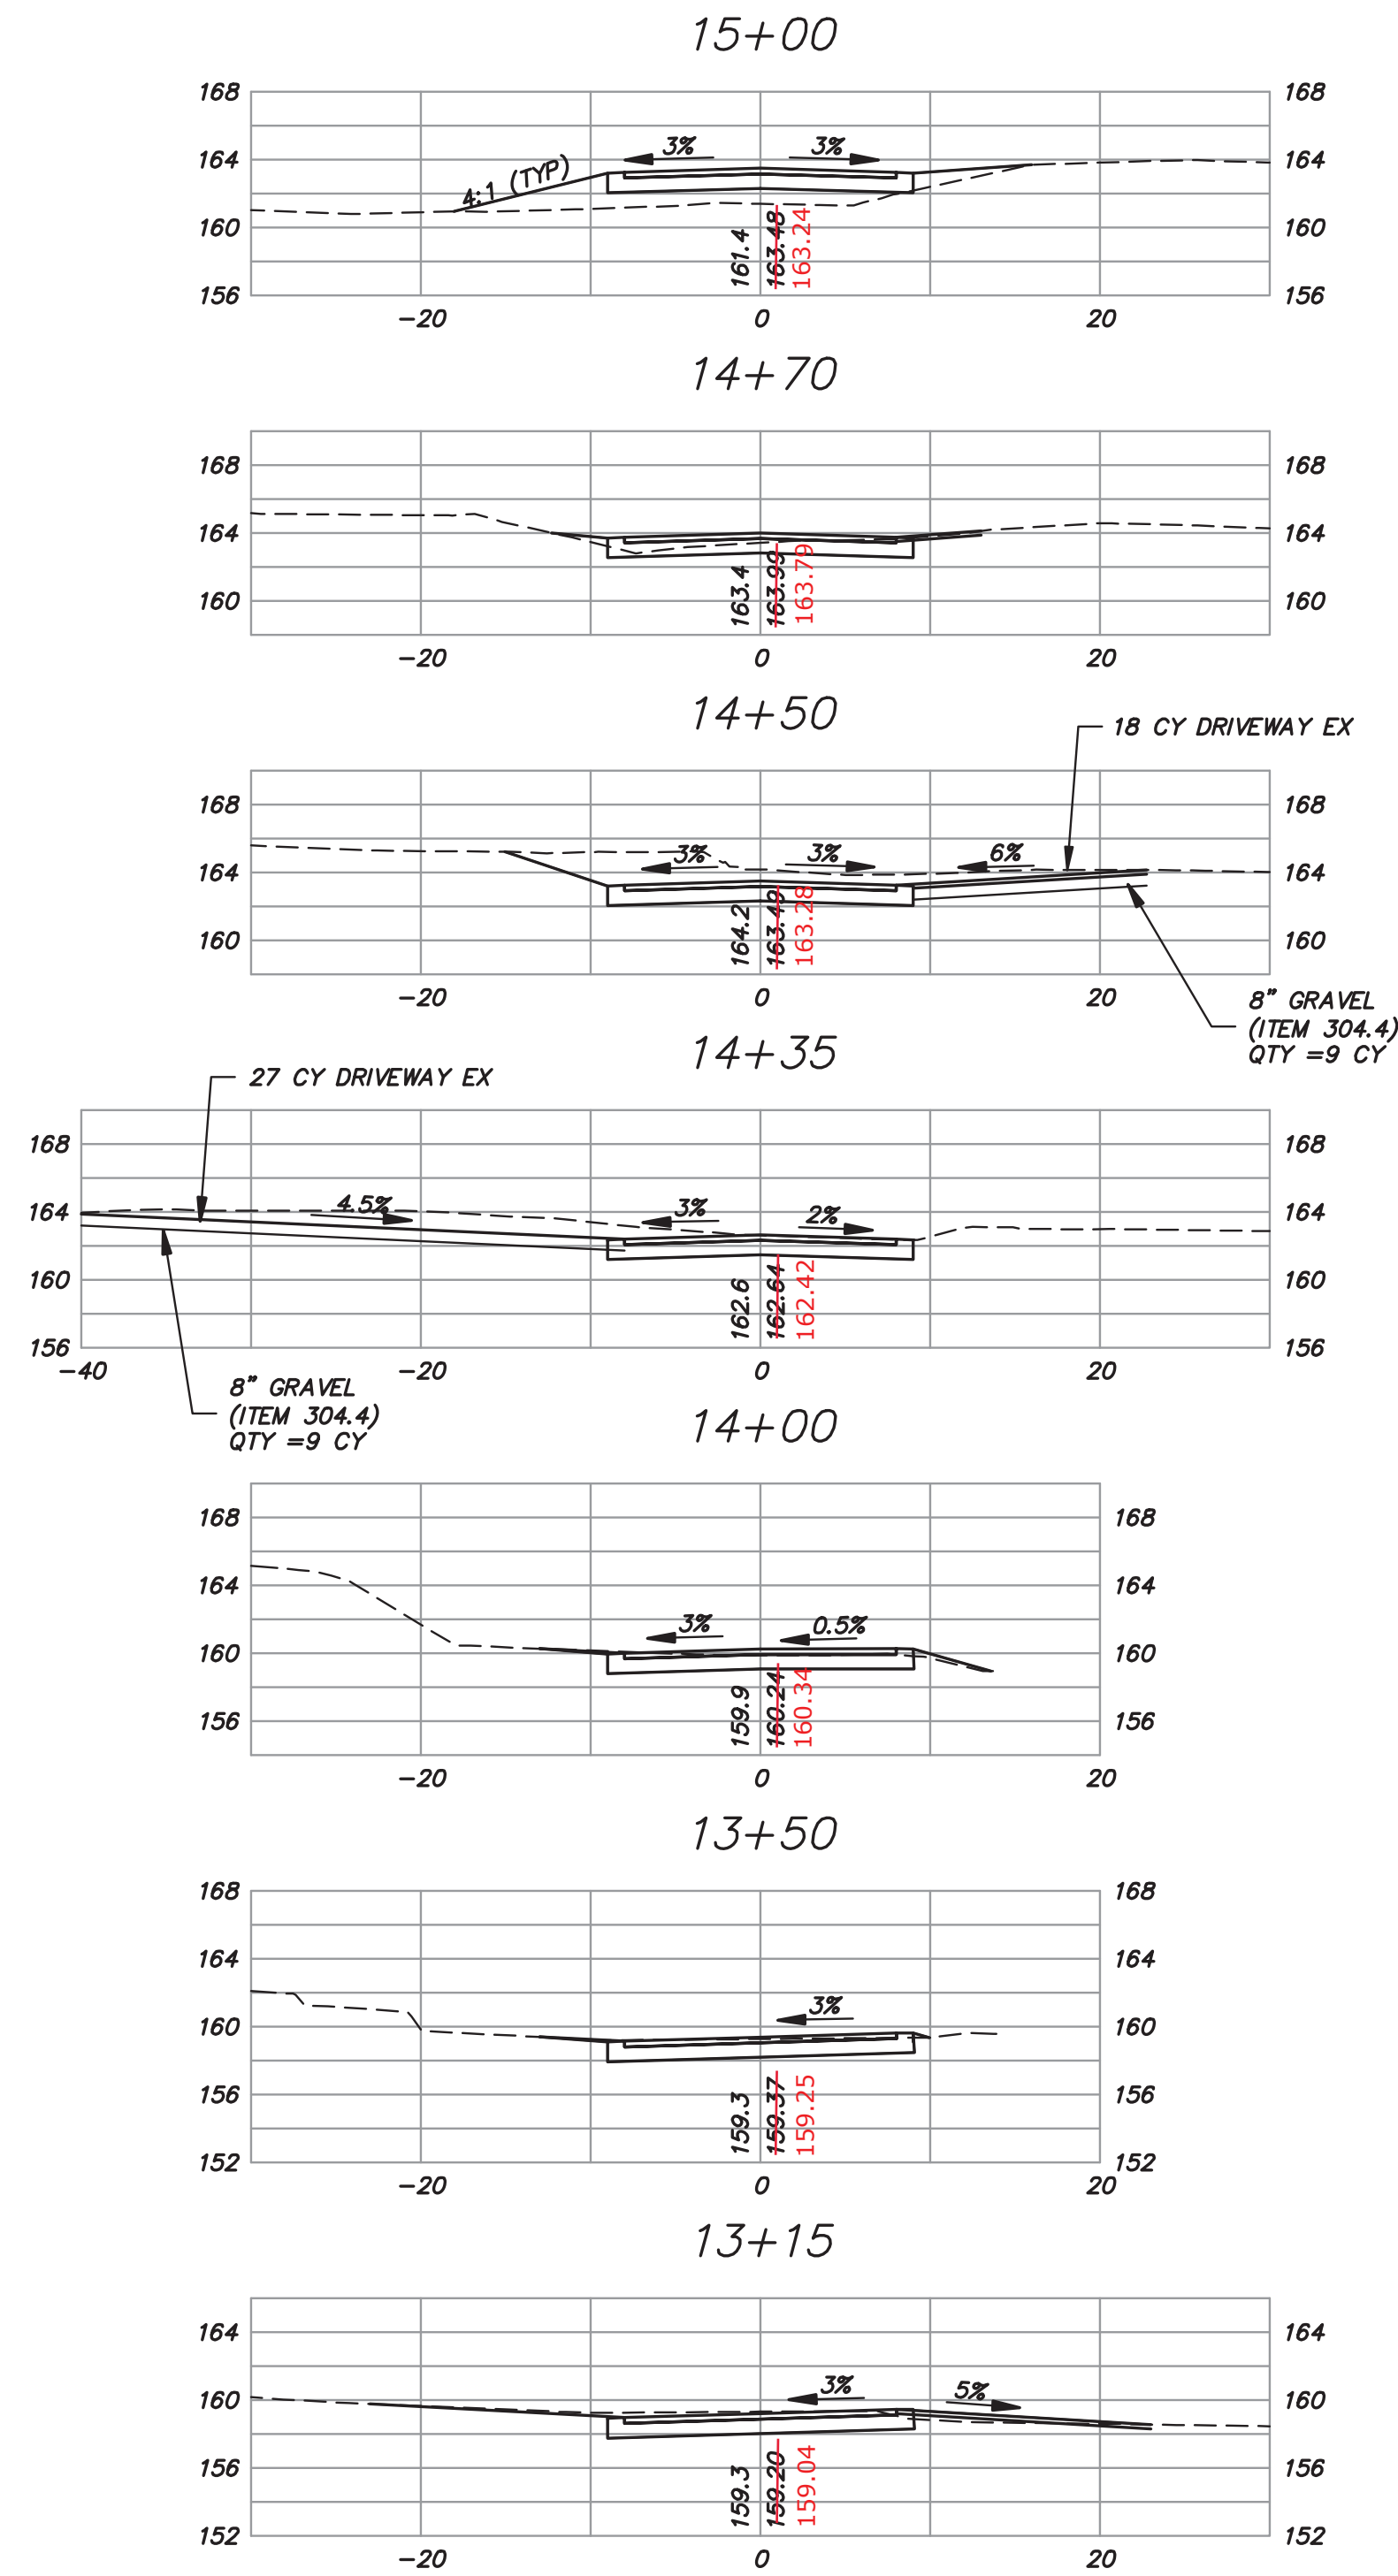 15+00
168 168
3% 3%
164 164
4:1 (TYP)
160 160
161.4 163.48 163.24
156 156
-20 0 20
14+70
168 168
164 164
163.4 163.99 163.79
160 160
-20 0 20
14+50
18 CY DRIVEWAY EX
168 168
3% 3% 6%
164 164
164.2 163.49 163.28
160 160
-20 0 20
8" GRAVEL
(ITEM 304.4)
QTY =9 CY
14+35
27 CY DRIVEWAY EX
168 168
4.5% 3% 2%
164 164
160 160
162.6 162.64 162.42
156 156
-40 -20 0 20
8" GRAVEL
(ITEM 304.4)
QTY =9 CY
14+00
168 168
164 164
3% 0.5%
160 160
159.9 160.24 160.34
156 156
-20 0 20
13+50
168 168
164 164
3%
160 160
156 156
159.3 159.37 159.25
152 152
-20 0 20
13+15
164 164
3% 5%
160 160
156 156
159.3 159.20 159.04
152 152
-20 0 20